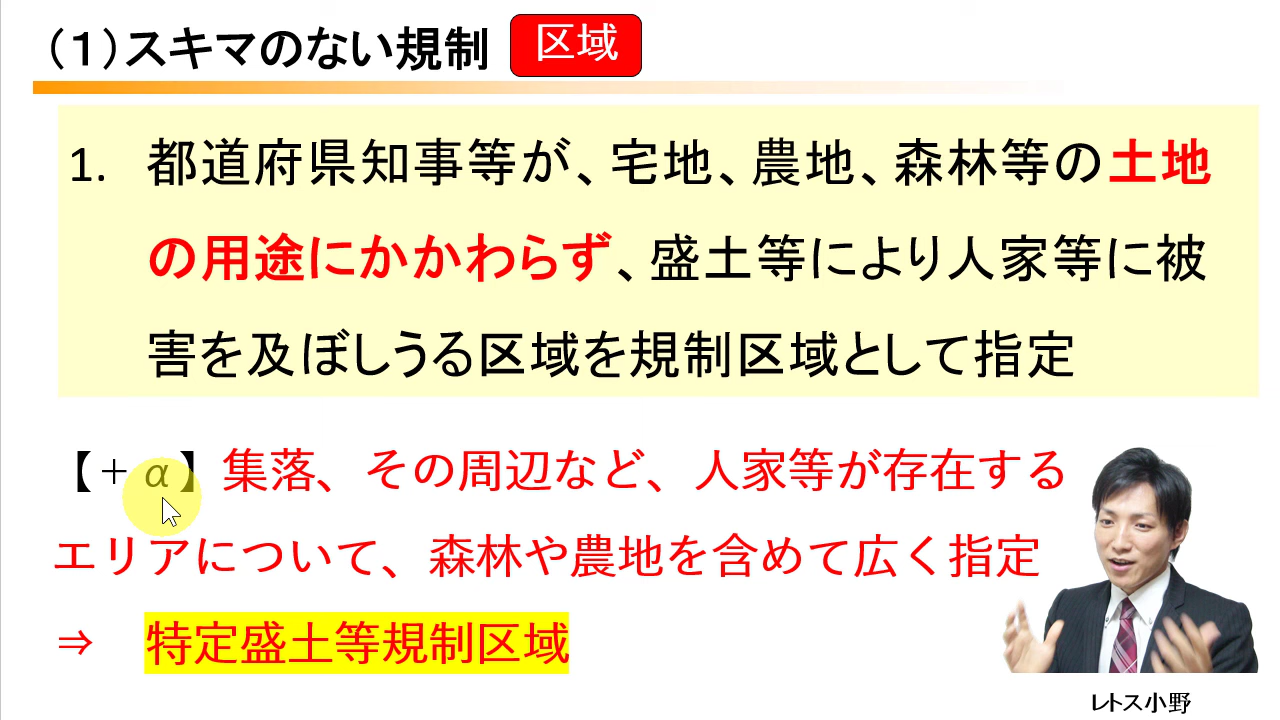 （１）スキマのない規制 区域
1. 都道府県知事等が、宅地、農地、森林等の土地
の用途にかかわらず、盛土等により人家等に被
害を及ぼしうる区域を規制区域として指定
【＋α】集落、その周辺など、人家等が存在する
エリアについて、森林や農地を含めて広く指定
⇒ 特定盛土等規制区域
レトス小野